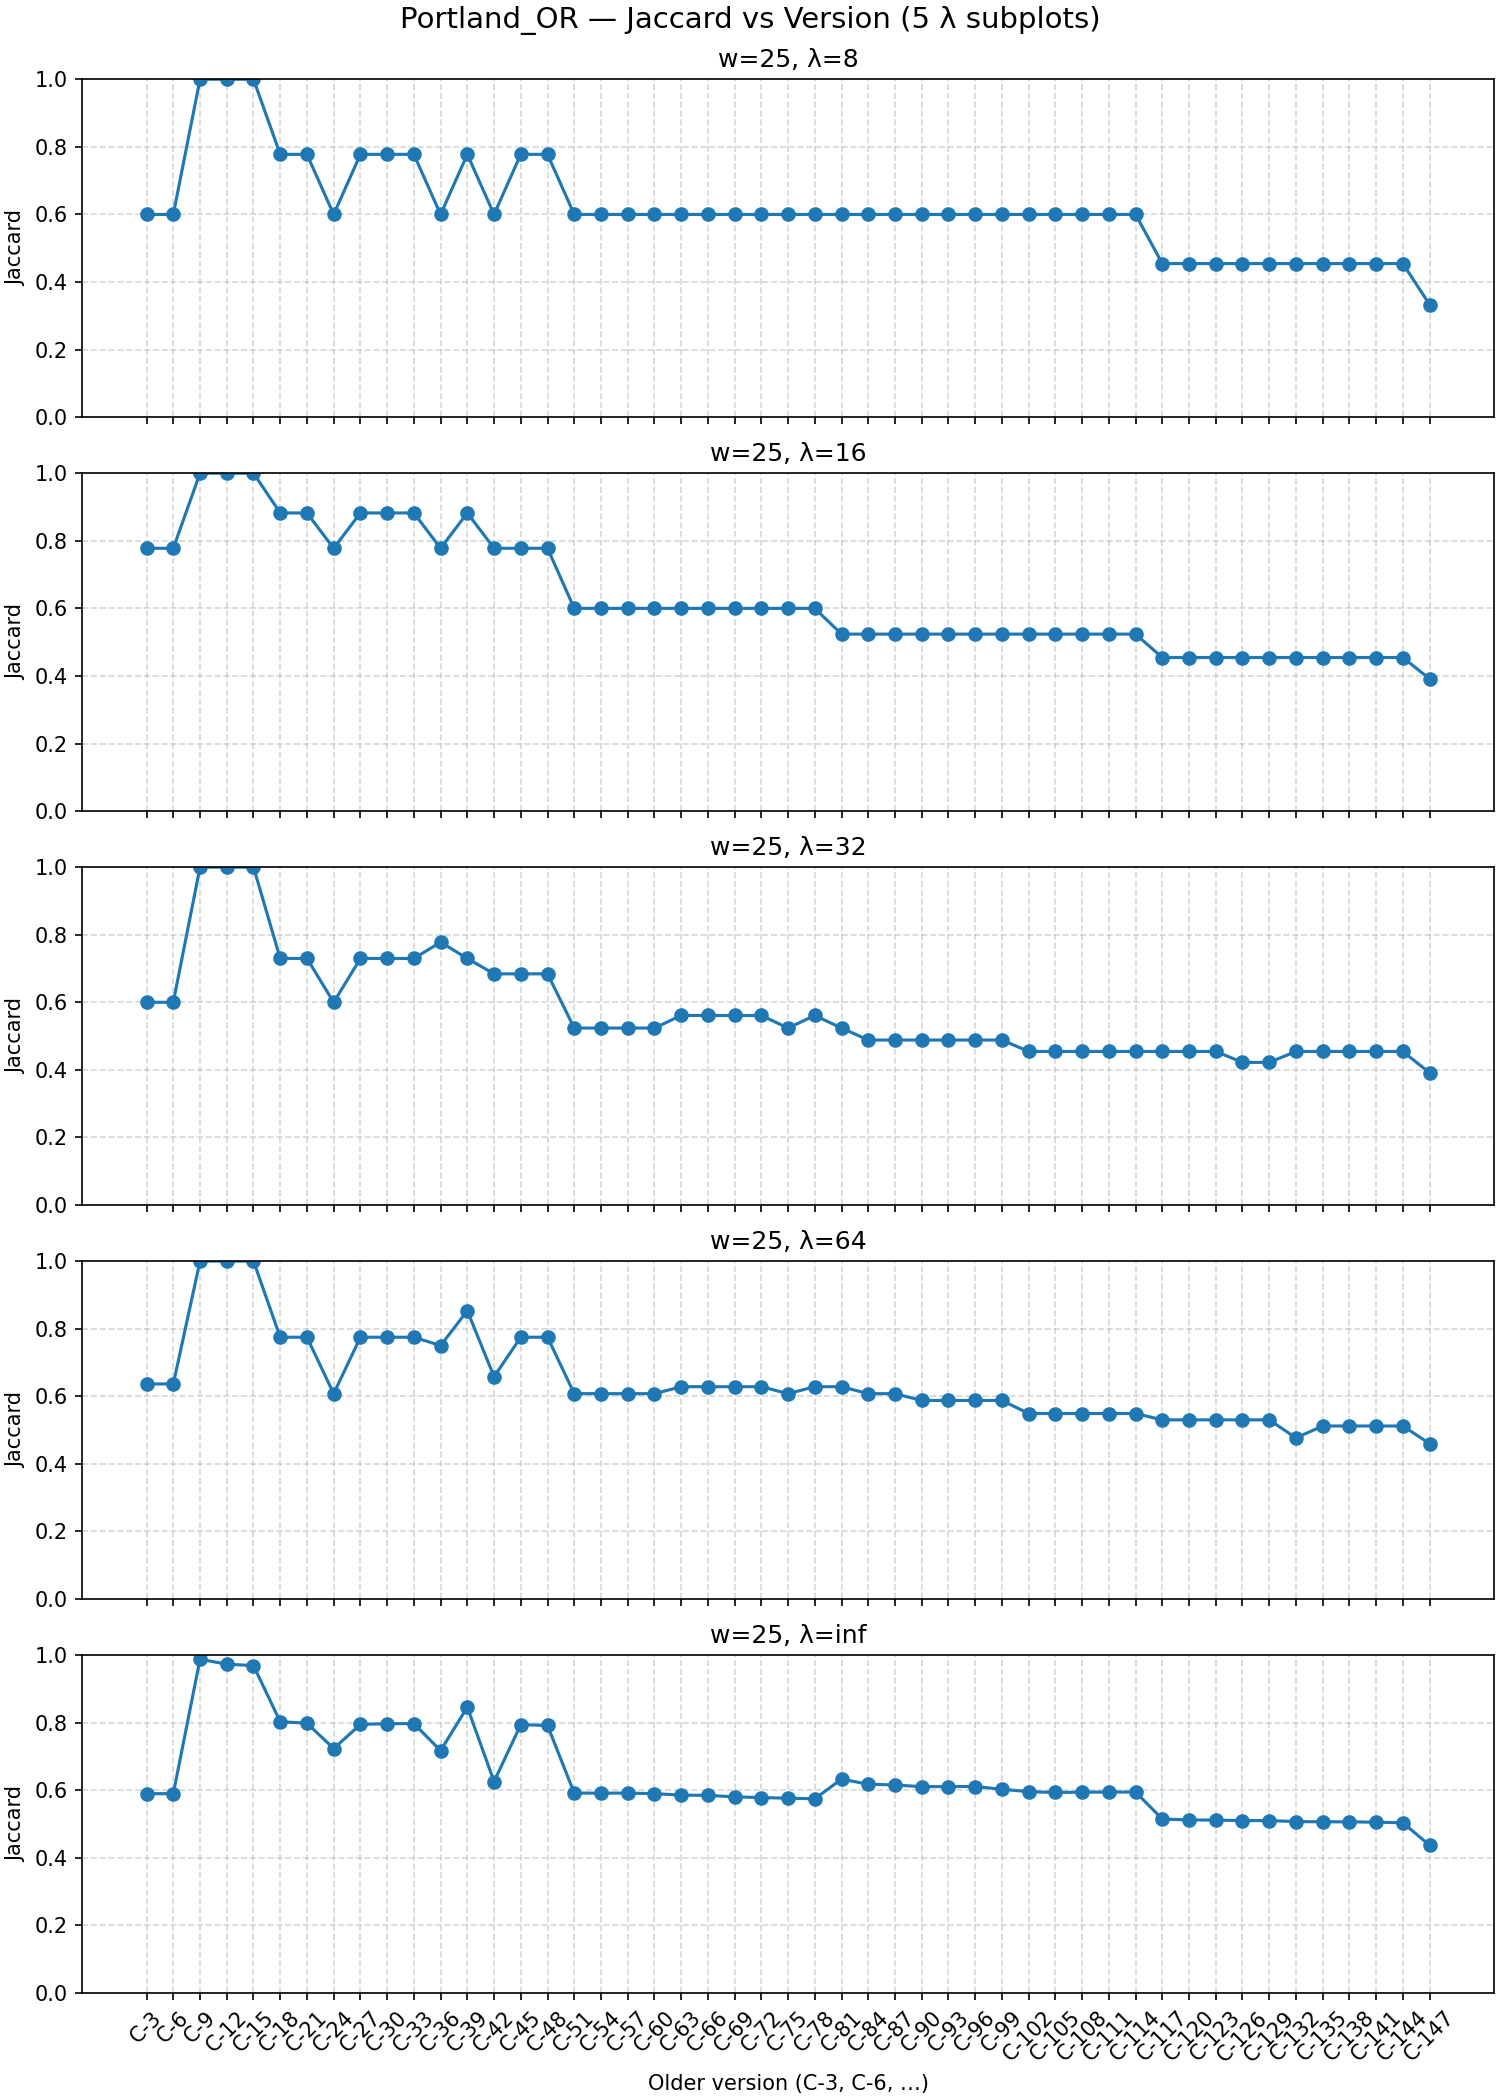 Portland_OR — Jaccard vs Version (5 λ subplots)
w=25, λ=8
1.0
0.8
0.6
0.4
0.2
0.0
Jaccard
w=25, λ=16
1.0
0.8
0.6
0.4
0.2
0.0
Jaccard
w=25, λ=32
1.0
0.8
0.6
0.4
0.2
0.0
Jaccard
w=25, λ=64
1.0
0.8
0.6
0.4
0.2
0.0
Jaccard
w=25, λ=inf
1.0
0.8
0.6
0.4
0.2
0.0
Jaccard
C-3 C-6 C-9 C-12 C-15 C-18 C-21 C-24 C-27 C-30 C-33 C-36 C-39 C-42 C-45 C-48 C-51 C-54 C-57 C-60 C-63 C-66 C-69 C-72 C-75 C-78 C-81 C-84 C-87 C-90 C-93 C-96 C-99 C-102 C-105 C-108 C-111 C-114 C-117 C-120 C-123 C-126 C-129 C-132 C-135 C-138 C-141 C-144 C-147
Older version (C-3, C-6, ...)